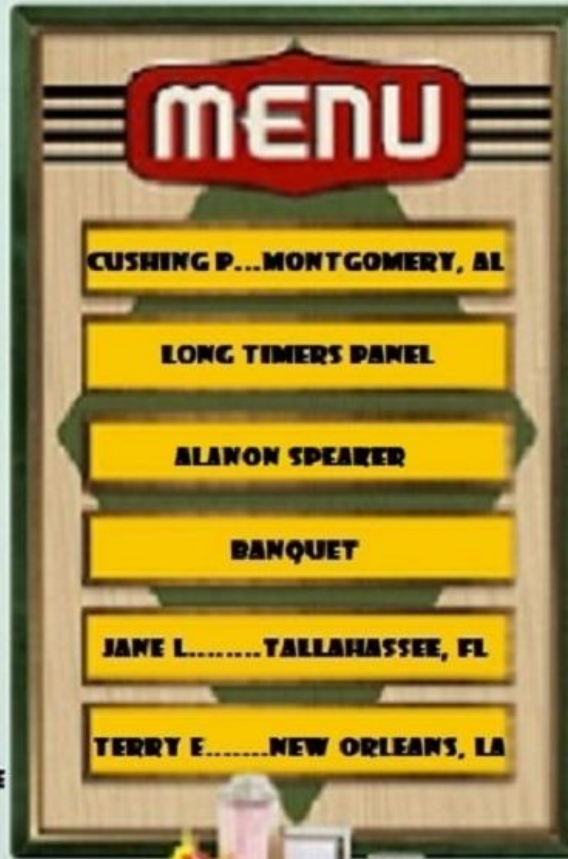 MENU
CUSHING P...MONTGOMERY, AL
LONG TIMERS PANEL
ALANON SPEAKER
BANQUET
JANE L........TALLAHASSEE, FL
TERRY E.......NEW ORLEANS, LA
E